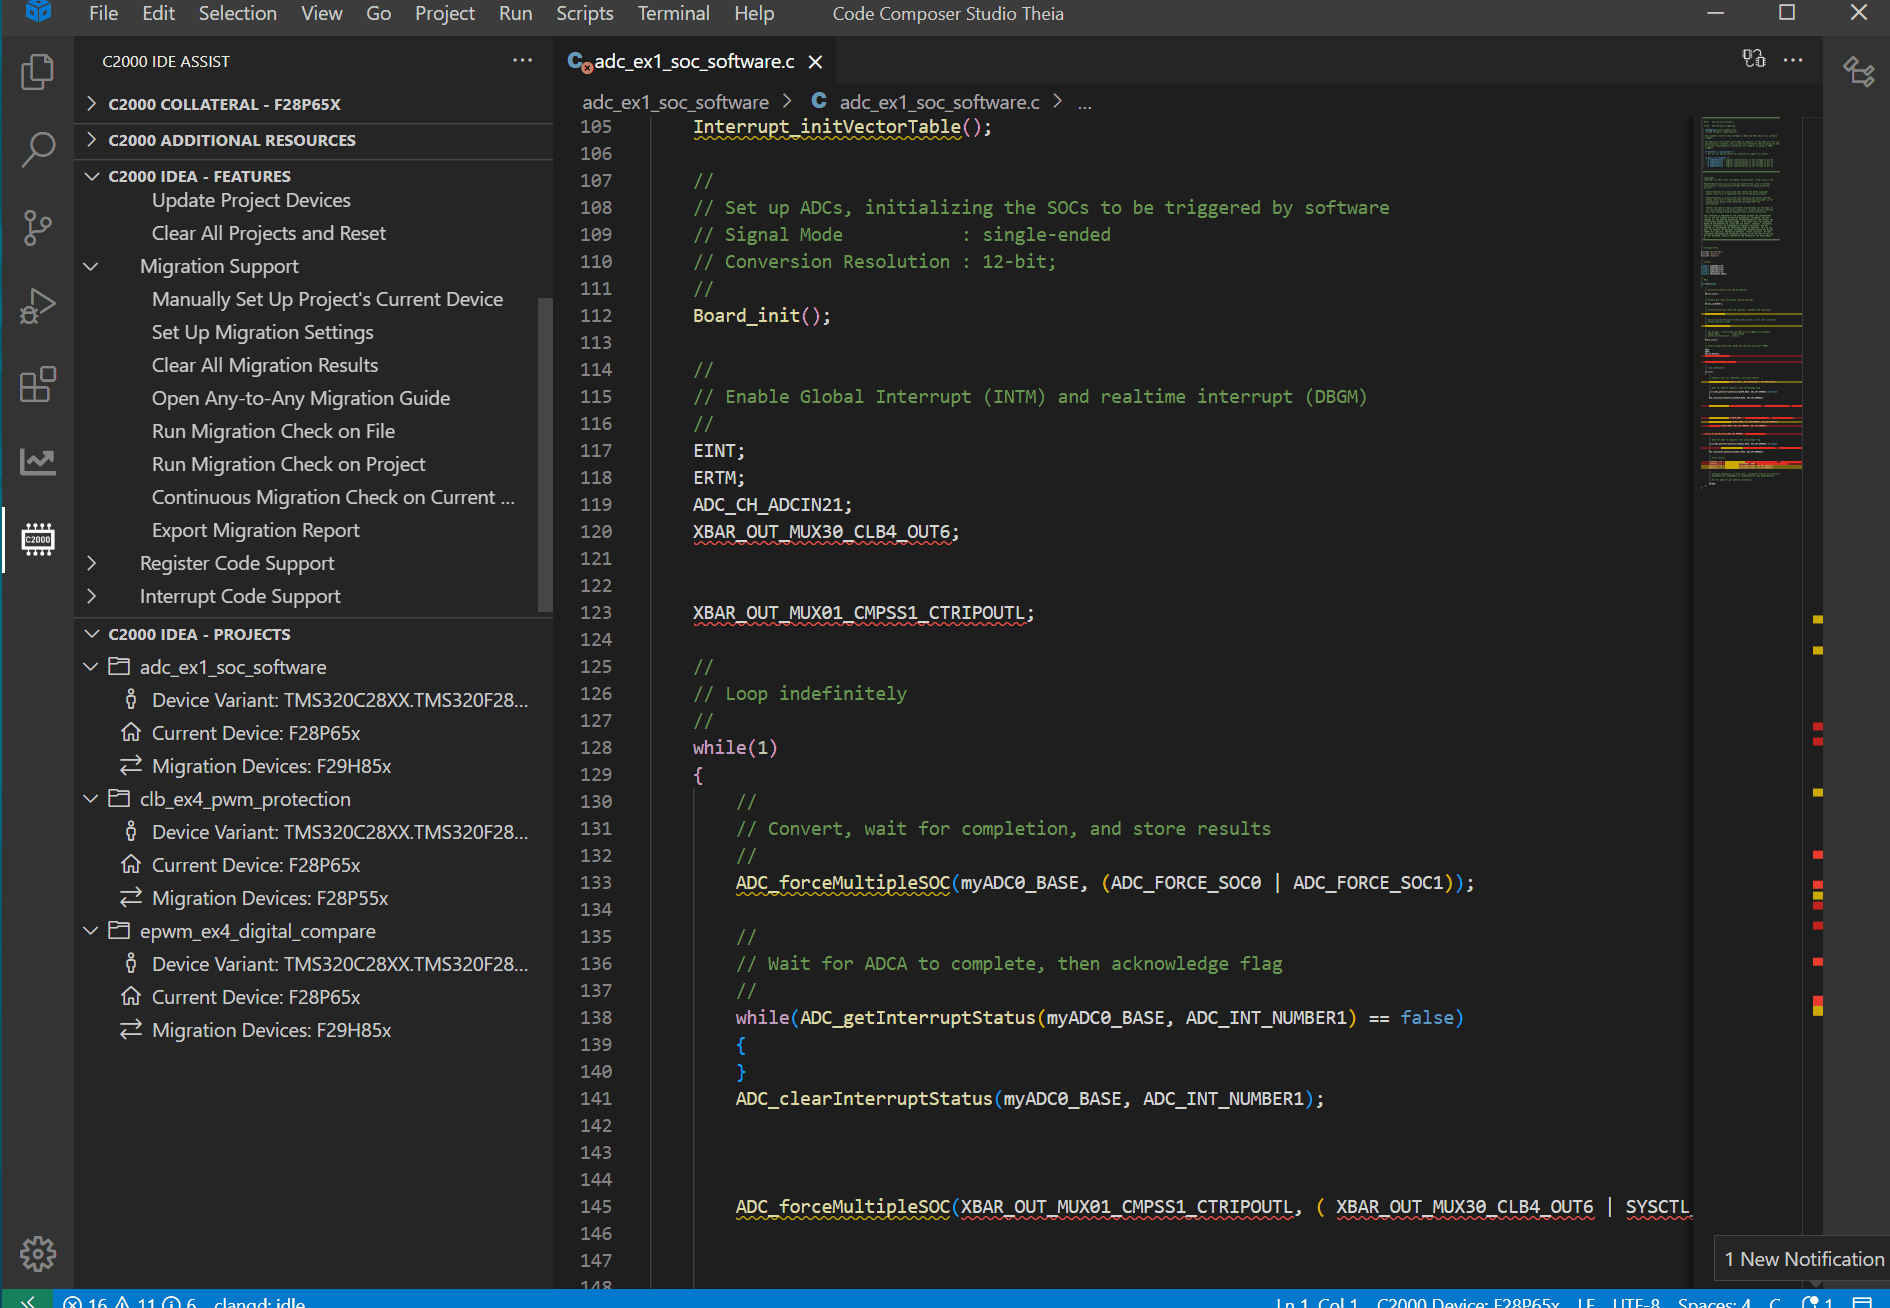 File Edit Selection View Go Project Run Scripts Terminal Help Code Composer Studio Theia
C2000 IDE ASSIST
C2000 COLLATERAL - F28P65X
C2000 ADDITIONAL RESOURCES
C2000 IDEA - FEATURES
Update Project Devices
Clear All Projects and Reset
Migration Support
Manually Set Up Project's Current Device
Set Up Migration Settings
Clear All Migration Results
Open Any-to-Any Migration Guide
Run Migration Check on File
Run Migration Check on Project
Continuous Migration Check on Current ...
Export Migration Report
Register Code Support
Interrupt Code Support
C2000 IDEA - PROJECTS
adc_ex1_soc_software
Device Variant: TMS320C28XX.TMS320F28...
Current Device: F28P65x
Migration Devices: F29H85x
clb_ex4_pwm_protection
Device Variant: TMS320C28XX.TMS320F28...
Current Device: F28P65x
Migration Devices: F28P55x
epwm_ex4_digital_compare
Device Variant: TMS320C28XX.TMS320F28...
Current Device: F28P65x
Migration Devices: F29H85x
C2000
adc_ex1_soc_software.c
adc_ex1_soc_software > C adc_ex1_soc_software.c > ...
105 Interrupt_initVectorTable();
106
107 //
108 // Set up ADCs, initializing the SOCs to be triggered by software
109 // Signal Mode : single-ended
110 // Conversion Resolution : 12-bit;
111 //
112 Board_init();
113
114 //
115 // Enable Global Interrupt (INTM) and realtime interrupt (DBGM)
116 //
117 EINT;
118 ERTM;
119 ADC_CH_ADCIN21;
120 XBAR_OUT_MUX30_CLB4_OUT6;
121
122
123 XBAR_OUT_MUX01_CMPSS1_CTRIPOUTL;
124
125 //
126 // Loop indefinitely
127 //
128 while(1)
129 {
130 //
131 // Convert, wait for completion, and store results
132 //
133 ADC_forceMultipleSOC(myADC0_BASE, (ADC_FORCE_SOC0 | ADC_FORCE_SOC1));
134
135 //
136 // Wait for ADCA to complete, then acknowledge flag
137 //
138 while(ADC_getInterruptStatus(myADC0_BASE, ADC_INT_NUMBER1) == false)
139 {
140 }
141 ADC_clearInterruptStatus(myADC0_BASE, ADC_INT_NUMBER1);
142
143
144
145 ADC_forceMultipleSOC(XBAR_OUT_MUX01_CMPSS1_CTRIPOUTL, ( XBAR_OUT_MUX30_CLB4_OUT6 | SYSCTL_
146
147
148
1 New Notification
16 11 6 clangd: idle Ln 1, Col 1 C2000 Device: F28P65x LF UTF-8 Spaces: 4 C 1